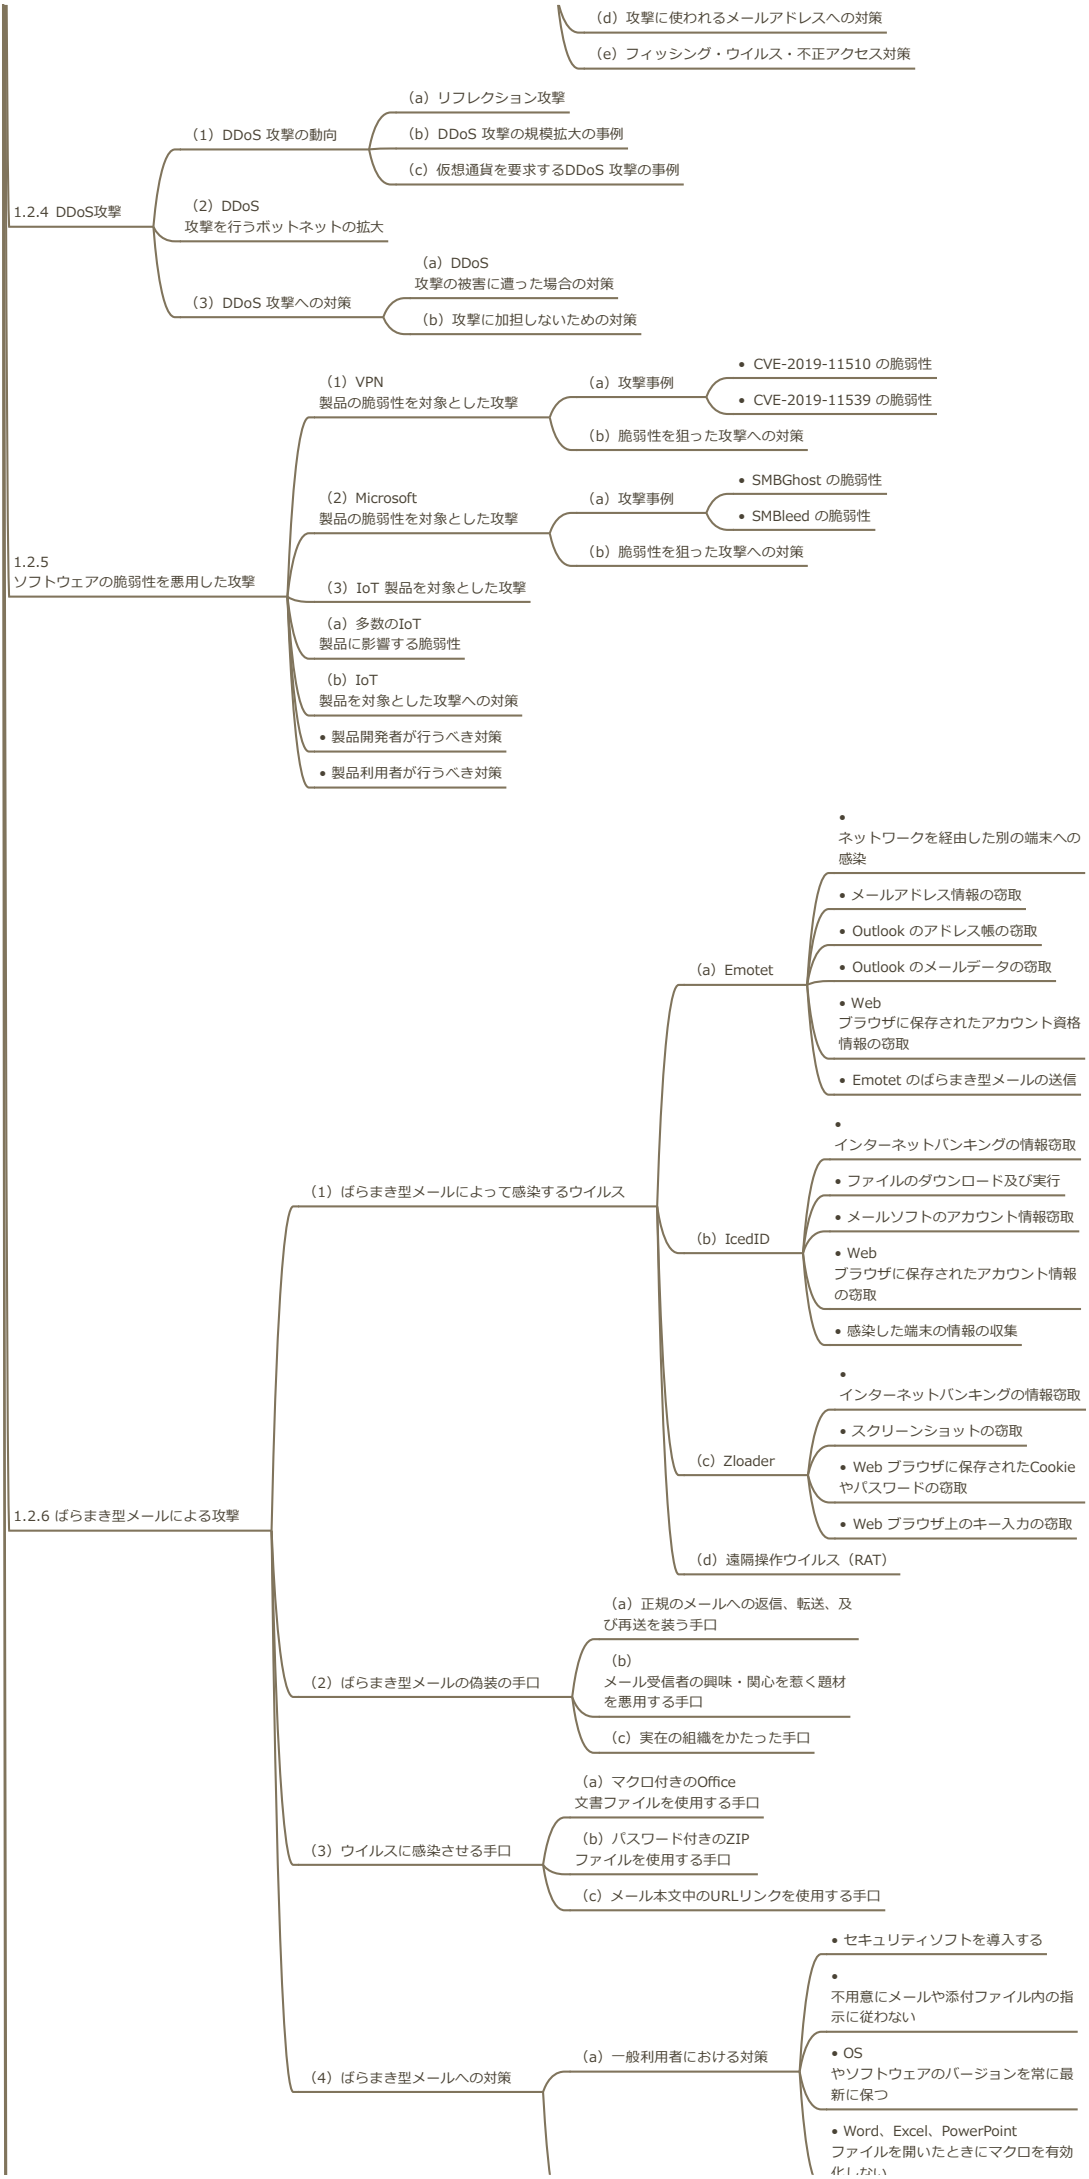 （d）攻撃に使われるメールアドレスへの対策
（e）フィッシング・ウイルス・不正アクセス対策
1.2.4 DDoS攻撃
（1）DDoS 攻撃の動向
（a）リフレクション攻撃
（b）DDoS 攻撃の規模拡大の事例
（c）仮想通貨を要求するDDoS 攻撃の事例
（2）DDoS
攻撃を行うボットネットの拡大
（3）DDoS 攻撃への対策
（a）DDoS
攻撃の被害に遭った場合の対策
（b）攻撃に加担しないための対策
1.2.5
ソフトウェアの脆弱性を悪用した攻撃
（1）VPN
製品の脆弱性を対象とした攻撃
（a）攻撃事例
• CVE-2019-11510 の脆弱性
• CVE-2019-11539 の脆弱性
（b）脆弱性を狙った攻撃への対策
（2）Microsoft
製品の脆弱性を対象とした攻撃
（a）攻撃事例
• SMBGhost の脆弱性
• SMBleed の脆弱性
（b）脆弱性を狙った攻撃への対策
（3）IoT 製品を対象とした攻撃
（a）多数のIoT
製品に影響する脆弱性
（b）IoT
製品を対象とした攻撃への対策
• 製品開発者が行うべき対策
• 製品利用者が行うべき対策
1.2.6 ばらまき型メールによる攻撃
（1）ばらまき型メールによって感染するウイルス
（a）Emotet
•
ネットワークを経由した別の端末への
感染
• メールアドレス情報の窃取
• Outlook のアドレス帳の窃取
• Outlook のメールデータの窃取
• Web
ブラウザに保存されたアカウント資格
情報の窃取
• Emotet のばらまき型メールの送信
（b）IcedID
•
インターネットバンキングの情報窃取
• ファイルのダウンロード及び実行
• メールソフトのアカウント情報窃取
• Web
ブラウザに保存されたアカウント情報
の窃取
• 感染した端末の情報の収集
（c）Zloader
•
インターネットバンキングの情報窃取
• スクリーンショットの窃取
• Web ブラウザに保存されたCookie
やパスワードの窃取
• Web ブラウザ上のキー入力の窃取
（d）遠隔操作ウイルス（RAT）
（2）ばらまき型メールの偽装の手口
（a）正規のメールへの返信、転送、及
び再送を装う手口
（b）
メール受信者の興味・関心を惹く題材
を悪用する手口
（c）実在の組織をかたった手口
（3）ウイルスに感染させる手口
（a）マクロ付きのOffice
文書ファイルを使用する手口
（b）パスワード付きのZIP
ファイルを使用する手口
（c）メール本文中のURLリンクを使用する手口
（4）ばらまき型メールへの対策
（a）一般利用者における対策
• セキュリティソフトを導入する
•
不用意にメールや添付ファイル内の指
示に従わない
• OS
やソフトウェアのバージョンを常に最
新に保つ
• Word、Excel、PowerPoint
ファイルを開いたときにマクロを有効
化しない